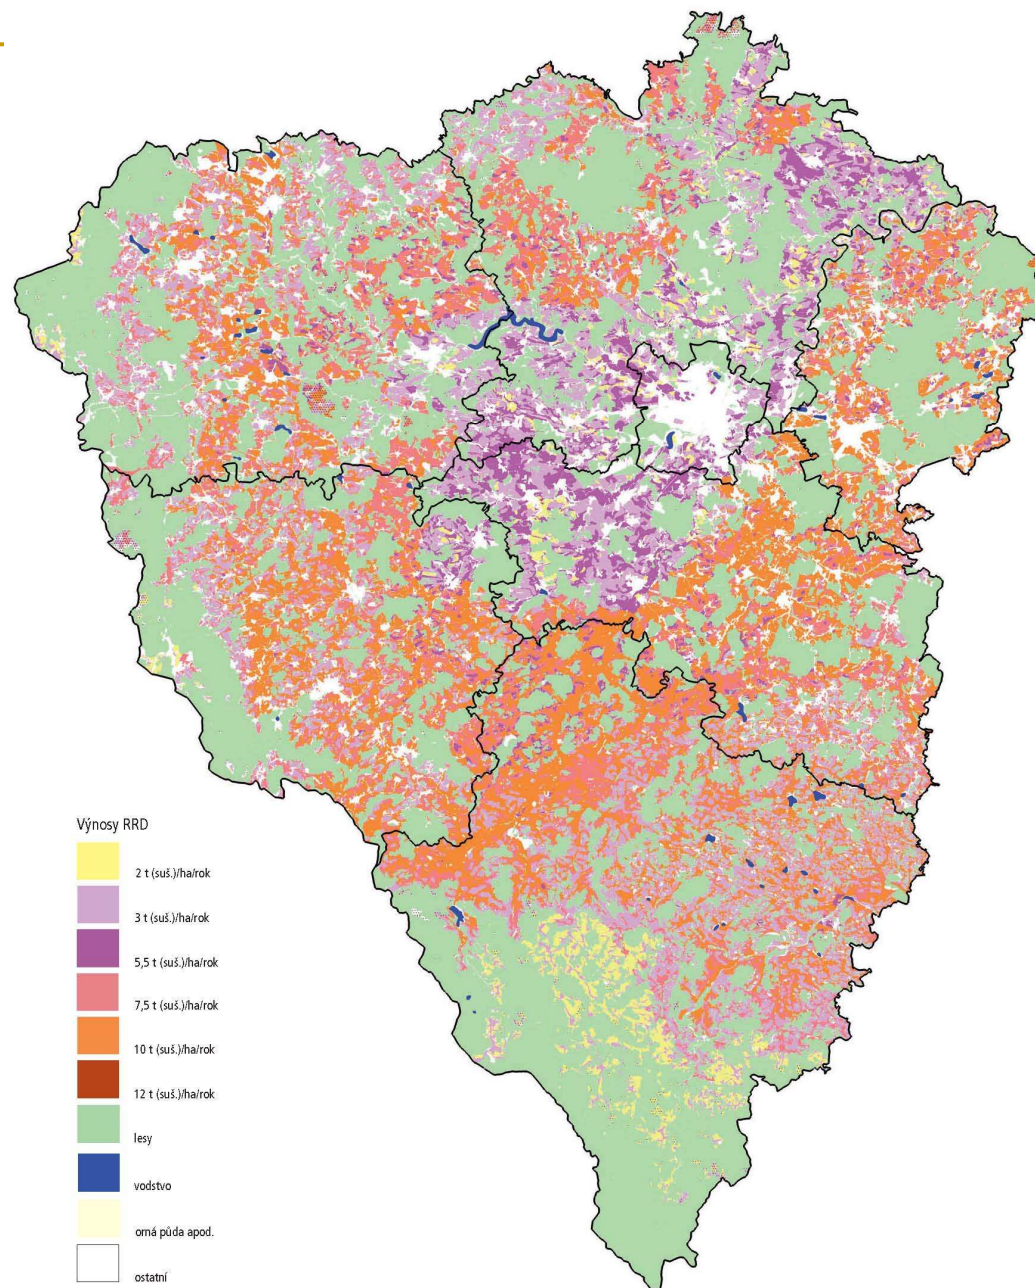 Výnosy RRD
2 t (suš.)/ha/rok
3 t (suš.)/ha/rok
5,5 t (suš.)/ha/rok
7,5 t (suš.)/ha/rok
10 t (suš.)/ha/rok
12 t (suš.)/ha/rok
lesy
vodstvo
orná půda apod.
ostatní